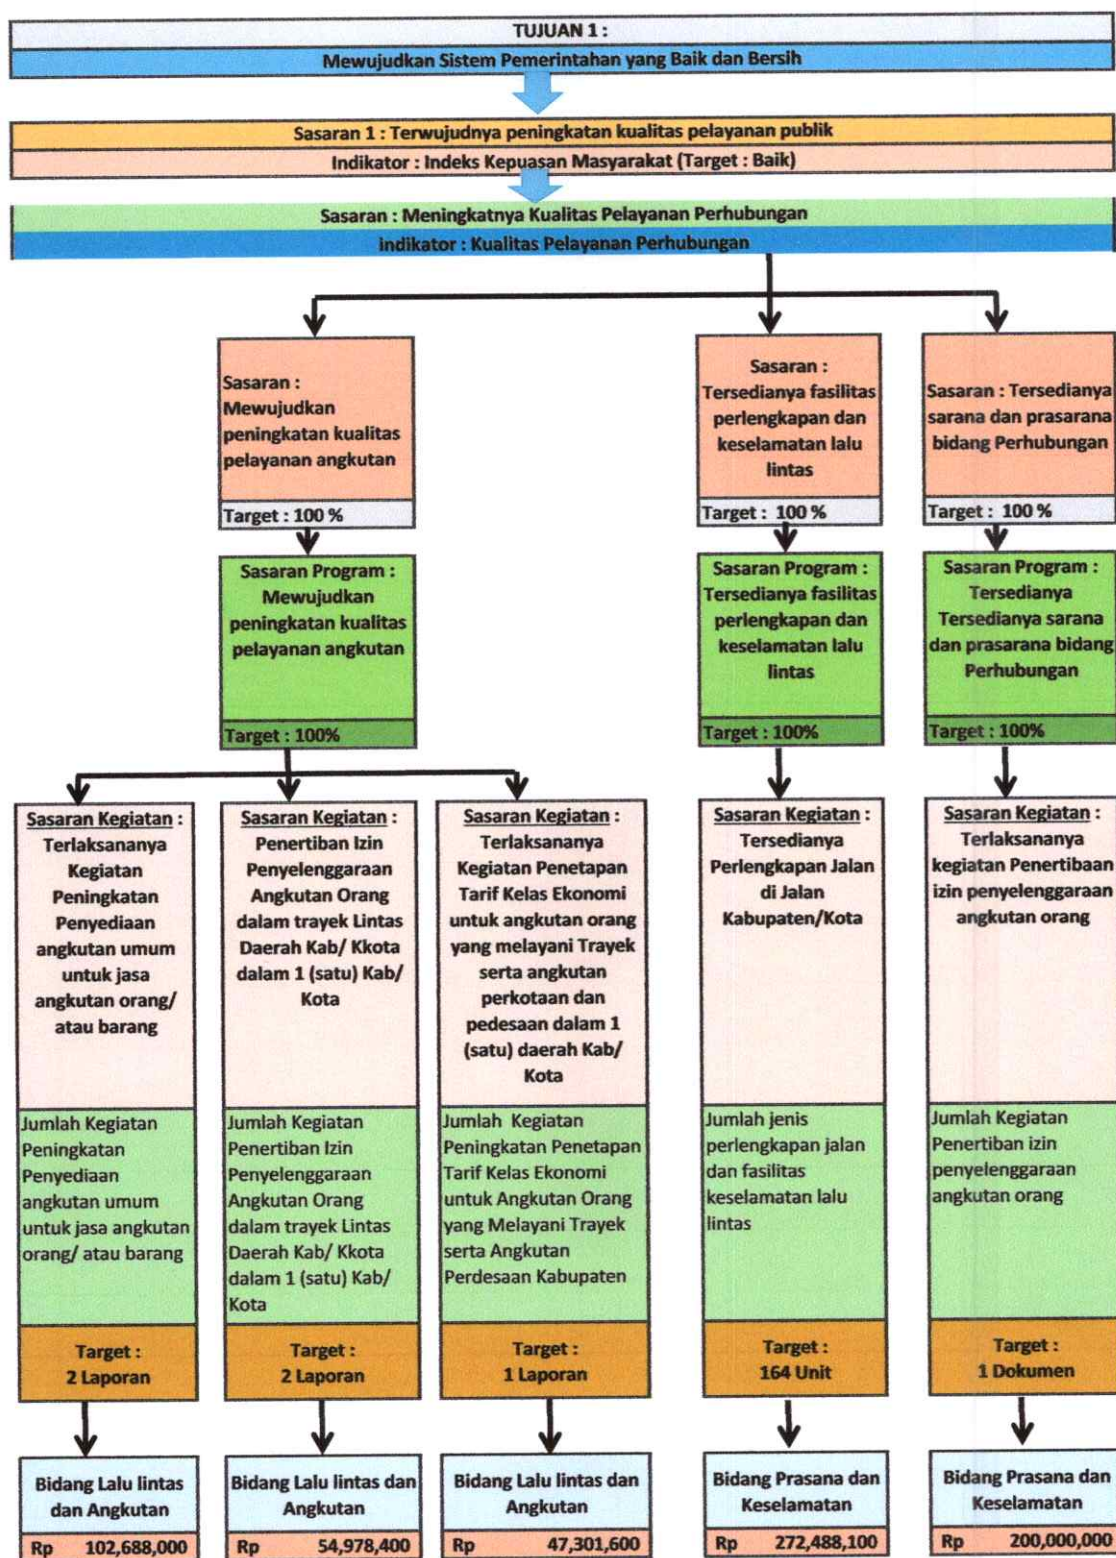 TUJUAN 1 :
Mewujudkan Sistem Pemerintahan yang Baik dan Bersih
Sasaran 1 : Terwujudnya peningkatan kualitas pelayanan publik
Indikator : Indeks Kepuasan Masyarakat (Target : Baik)
Sasaran : Meningkatnya Kualitas Pelayanan Perhubungan
indikator : Kualitas Pelayanan Perhubungan
Sasaran :
Mewujudkan
peningkatan kualitas
pelayanan angkutan
Target : 100 %
Sasaran :
Tersedianya fasilitas
perlengkapan dan
keselamatan lalu
lintas
Target : 100 %
Sasaran : Tersedianya
sarana dan prasarana
bidang Perhubungan
Target : 100 %
Sasaran Program :
Mewujudkan
peningkatan kualitas
pelayanan angkutan
Target : 100%
Sasaran Program :
Tersedianya fasilitas
perlengkapan dan
keselamatan lalu
lintas
Target : 100%
Sasaran Program :
Tersedianya
Tersedianya sarana
dan prasarana bidang
Perhubungan
Target : 100%
Sasaran Kegiatan :
Terlaksananya
Kegiatan
Peningkatan
Penyediaan
angkutan umum
untuk jasa
angkutan orang/
atau barang
Jumlah Kegiatan
Peningkatan
Penyediaan
angkutan umum
untuk jasa angkutan
orang/ atau barang
Target :
2 Laporan
Bidang Lalu lintas
dan Angkutan
Rp 102,688,000
Sasaran Kegiatan :
Penertiban Izin
Penyelenggaraan
Angkutan Orang
dalam trayek Lintas
Daerah Kab/ Kkota
dalam 1 (satu) Kab/
Kota
Jumlah Kegiatan
Penertiban Izin
Penyelenggaraan
Angkutan Orang
dalam trayek Lintas
Daerah Kab/ Kkota
dalam 1 (satu) Kab/
Kota
Target :
2 Laporan
Bidang Lalu lintas dan
Angkutan
Rp 54,978,400
Sasaran Kegiatan :
Terlaksananya
Kegiatan Penetapan
Tarif Kelas Ekonomi
untuk angkutan orang
yang melayani Trayek
serta angkutan
perkotaan dan
pedesaan dalam 1
(satu) daerah Kab/
Kota
Jumlah Kegiatan
Peningkatan Penetapan
Tarif Kelas Ekonomi
untuk Angkutan Orang
yang Melayani Trayek
serta Angkutan
Perdesaan Kabupaten
Target :
1 Laporan
Bidang Lalu lintas dan
Angkutan
Rp 47,301,600
Sasaran Kegiatan :
Tersedianya
Perlengkapan Jalan
di Jalan
Kabupaten/Kota
Jumlah jenis
perlengkapan jalan
dan fasilitas
keselamatan lalu
lintas
Target :
164 Unit
Bidang Prasana dan
Keselamatan
Rp 272,488,100
Sasaran Kegiatan :
Terlaksananya
kegiatan Penertibaan
izin penyelenggaraan
angkutan orang
Jumlah Kegiatan
Penertiban izin
penyelenggaraan
angkutan orang
Target :
1 Dokumen
Bidang Prasana dan
Keselamatan
Rp 200,000,000